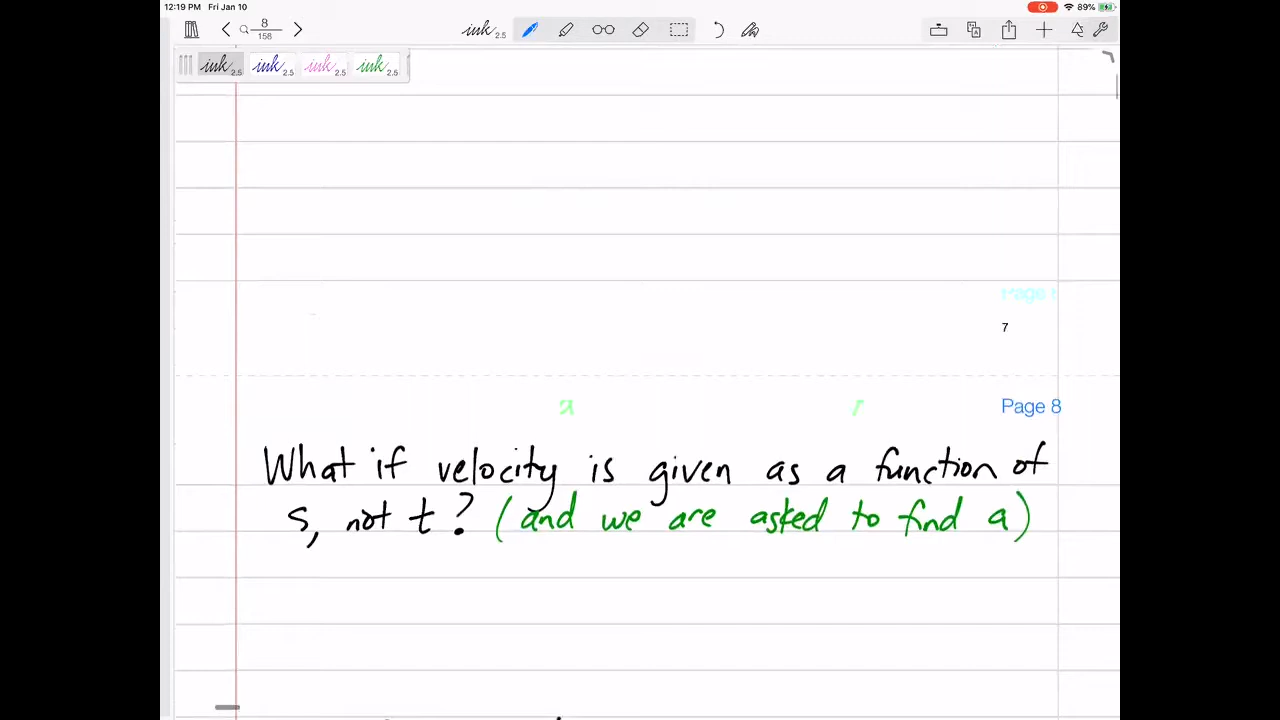 12:19 PM Fri Jan 10
89%
8
158
ink 2.5
ink 2.5 ink 2.5 ink 2.5 ink 2.5
7
Page 8
What if velocity is given as a function of
s, not t? (and we are asked to find a)